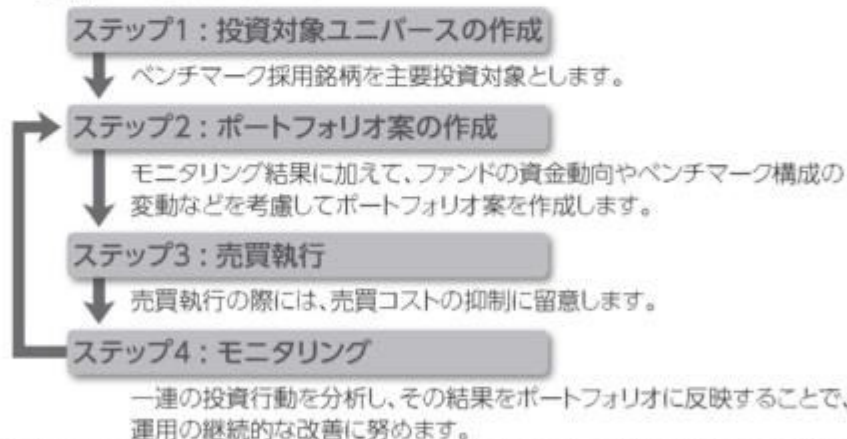 ステップ1：投資対象ユニバースの作成
ベンチマーク採用銘柄を主要投資対象とします。
ステップ2：ポートフォリオ案の作成
モニタリング結果に加えて、ファンドの資金動向やベンチマーク構成の
変動などを考慮してポートフォリオ案を作成します。
ステップ3：売買執行
売買執行の際には、売買コストの抑制に留意します。
ステップ4：モニタリング
一連の投資行動を分析し、その結果をポートフォリオに反映することで、
運用の継続的な改善に努めます。